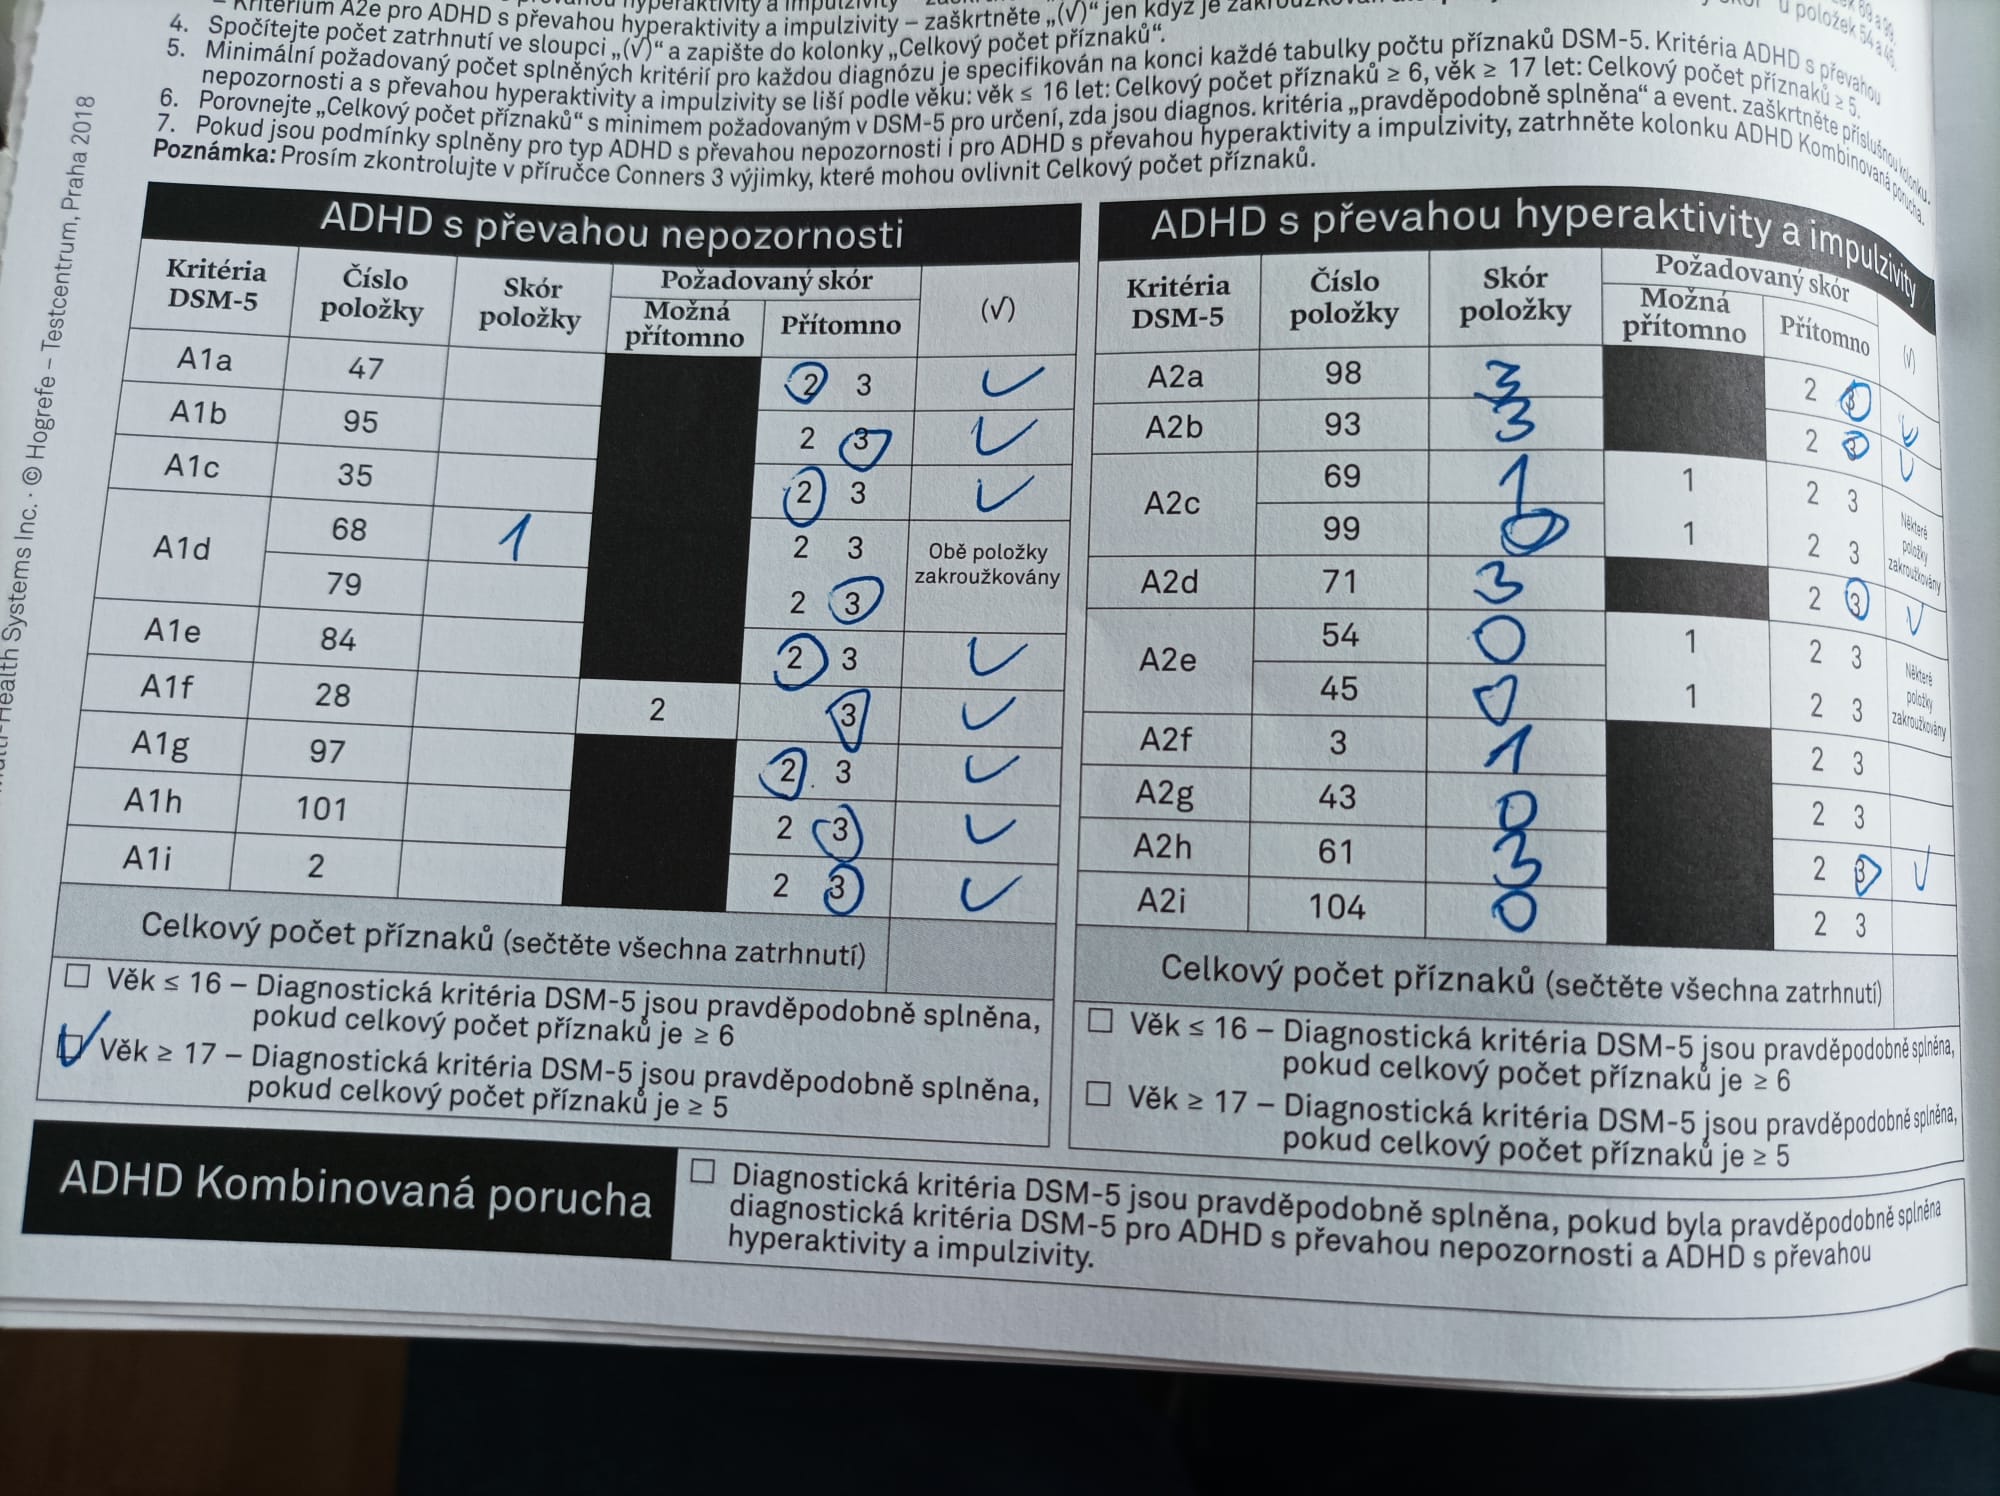 – Kritérium A2e pro ADHD s převahou hyperaktivity a impulzivity – zaškrtněte „(√)“ jen když je
4. Spočítejte počet zatrhnutí ve sloupci „(√)“ a zapište do kolonky „Celkový počet příznaků“.
5. Minimální požadovaný počet splněných kritérií pro každou diagnózu je specifikován na konci každé tabulky počtu příznaků DSM-5. Kritéria ADHD s převahou
nepozornosti a s převahou hyperaktivity a impulzivity se liší podle věku: věk ≤ 16 let: Celkový počet příznaků ≥ 6, věk ≥ 17 let: Celkový počet příznaků ≥ 5.
6. Porovnejte „Celkový počet příznaků“ s minimem požadovaným v DSM-5 pro určení, zda jsou diagnos. kritéria „pravděpodobně splněna“ a event. zaškrtněte příslušnou kolonku.
7. Pokud jsou podmínky splněny pro typ ADHD s převahou nepozornosti i pro ADHD s převahou hyperaktivity a impulzivity, zatrhněte kolonku ADHD Kombinovaná porucha.
Poznámka: Prosím zkontrolujte v příručce Conners 3 výjimky, které mohou ovlivnit Celkový počet příznaků.
Health Systems Inc. · © Hogrefe – Testcentrum, Praha 2018
ADHD s převahou nepozornosti
Kritéria DSM-5 Číslo položky Skór položky Požadovaný skór (√)
Možná přítomno Přítomno
A1a 47 2 3
A1b 95 2 3
A1c 35 2 3
A1d 68 1 2 3 Obě položky
79 2 3 zakroužkovány
A1e 84 2 3
A1f 28 2 3
A1g 97 2 3
A1h 101 2 3
A1i 2 2 3
Celkový počet příznaků (sečtěte všechna zatrhnutí)
Věk ≤ 16 – Diagnostická kritéria DSM-5 jsou pravděpodobně splněna,
pokud celkový počet příznaků je ≥ 6
Věk ≥ 17 – Diagnostická kritéria DSM-5 jsou pravděpodobně splněna,
pokud celkový počet příznaků je ≥ 5
ADHD s převahou hyperaktivity a impulzivity
Kritéria DSM-5 Číslo položky Skór položky Požadovaný skór (√)
Možná přítomno Přítomno
A2a 98 3 2 3
A2b 93 3 2 3
A2c 69 1 1 2 3 Některé
99 0 1 2 3 položky zakroužkovány
A2d 71 3 2 3
A2e 54 0 1 2 3 Některé
45 0 1 2 3 položky zakroužkovány
A2f 3 1 2 3
A2g 43 0 2 3
A2h 61 3 2 3
A2i 104 0 2 3
Celkový počet příznaků (sečtěte všechna zatrhnutí)
Věk ≤ 16 – Diagnostická kritéria DSM-5 jsou pravděpodobně splněna,
pokud celkový počet příznaků je ≥ 6
Věk ≥ 17 – Diagnostická kritéria DSM-5 jsou pravděpodobně splněna,
pokud celkový počet příznaků je ≥ 5
ADHD Kombinovaná porucha
Diagnostická kritéria DSM-5 jsou pravděpodobně splněna, pokud byla pravděpodobně splněna
diagnostická kritéria DSM-5 pro ADHD s převahou nepozornosti a ADHD s převahou
hyperaktivity a impulzivity.